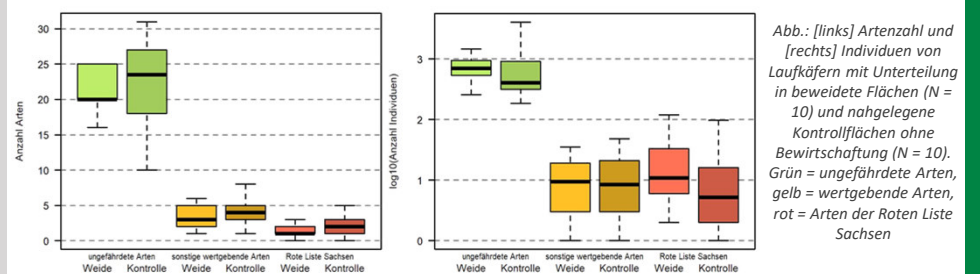 Anzahl Arten
30
25
20
15
10
5
0
ungefährdete Arten sonstige wertgebende Arten Rote Liste Sachsen
Weide Kontrolle Weide Kontrolle Weide Kontrolle
log10(Anzahl Individuen)
3
2
1
0
ungefährdete Arten sonstige wertgebende Arten Rote Liste Sachsen
Weide Kontrolle Weide Kontrolle Weide Kontrolle
Abb.: [links] Artenzahl und
[rechts] Individuen von
Laufkäfern mit Unterteilung
in beweidete Flächen (N =
10) und nahgelegene
Kontrollflächen ohne
Bewirtschaftung (N = 10).
Grün = ungefährdete Arten,
gelb = wertgebende Arten,
rot = Arten der Roten Liste
Sachsen